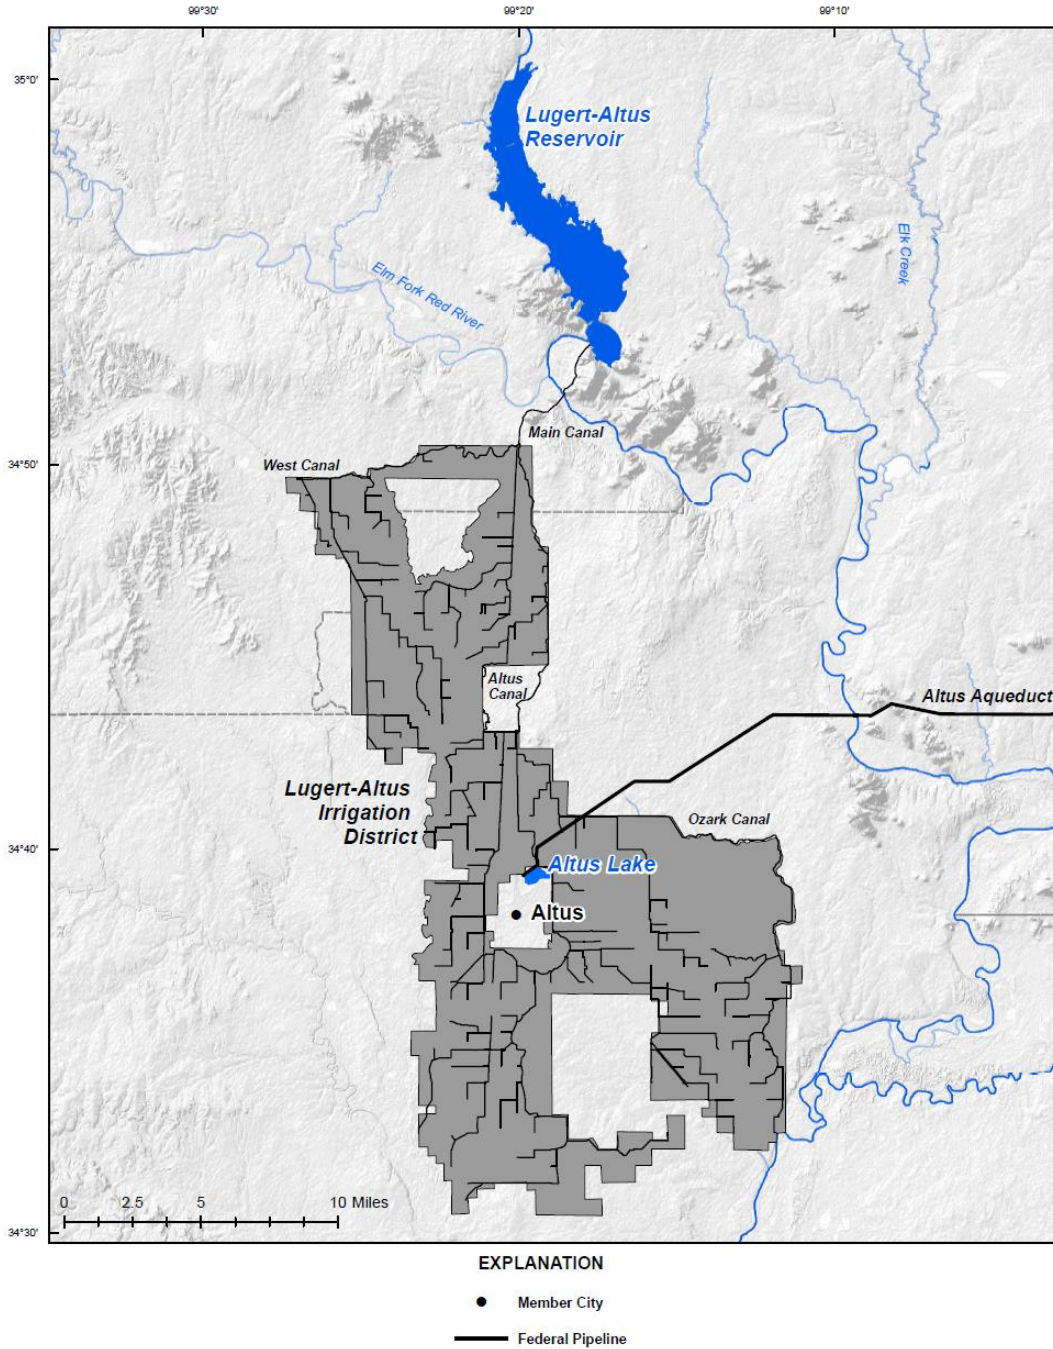 99°30'
99°20'
99°10'
35°0'
Lugert-Altus
Reservoir
Elk Creek
Elm Fork Red River
Main Canal
34°50'
West Canal
Altus
Canal
Altus Aqueduct
Lugert-Altus
Irrigation
District
Ozark Canal
34°40'
Altus Lake
Altus
0 2.5 5 10 Miles
34°30'
EXPLANATION
Member City
Federal Pipeline